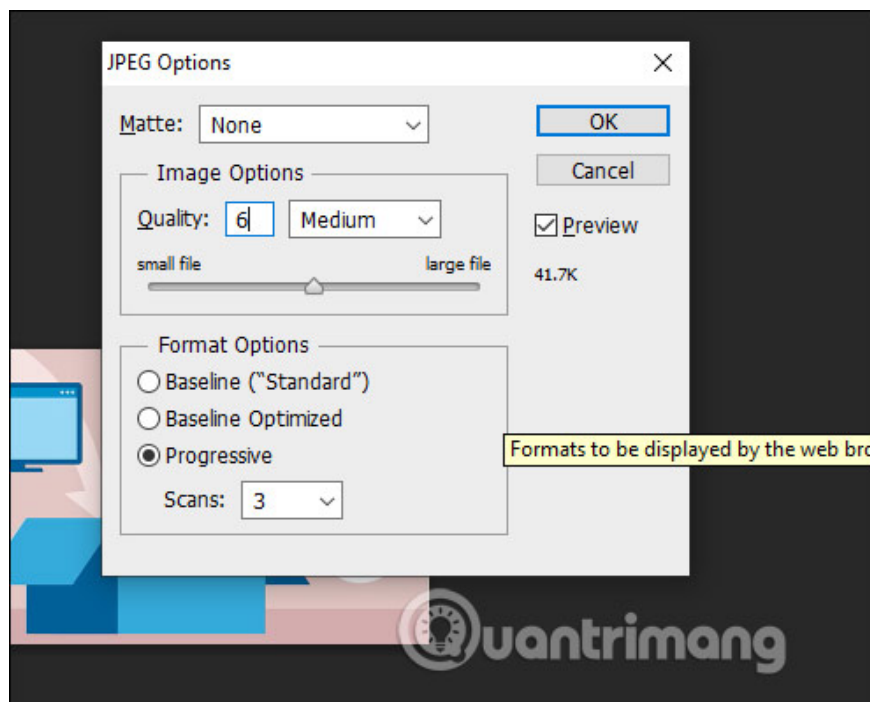 JPEG Options
Matte: None
OK
Image Options
Cancel
Quality: 6 Medium
Preview
small file large file
41.7K
Format Options
Baseline (“Standard”)
Baseline Optimized
Progressive
Formats to be displayed by the web bro
Scans: 3
Quantrimang